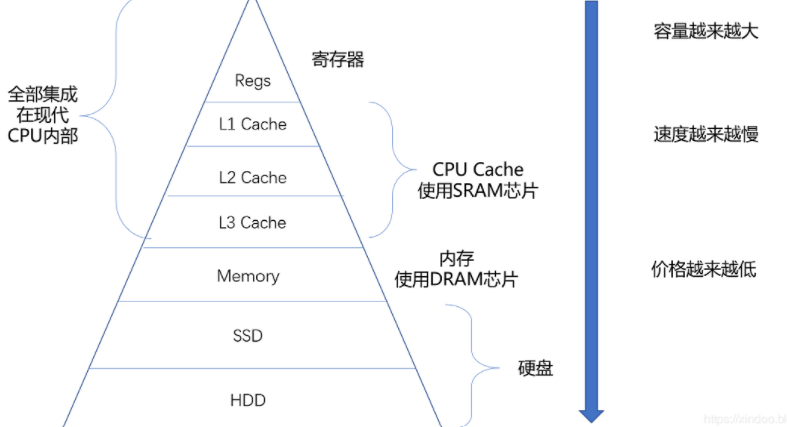 容量越来越大
寄存器
Regs
全部集成
在现代
CPU内部
L1 Cache
速度越来越慢
CPU Cache
使用SRAM芯片
L2 Cache
L3 Cache
内存
使用DRAM芯片
Memory
价格越来越低
SSD
硬盘
HDD
https://xindoo.bl